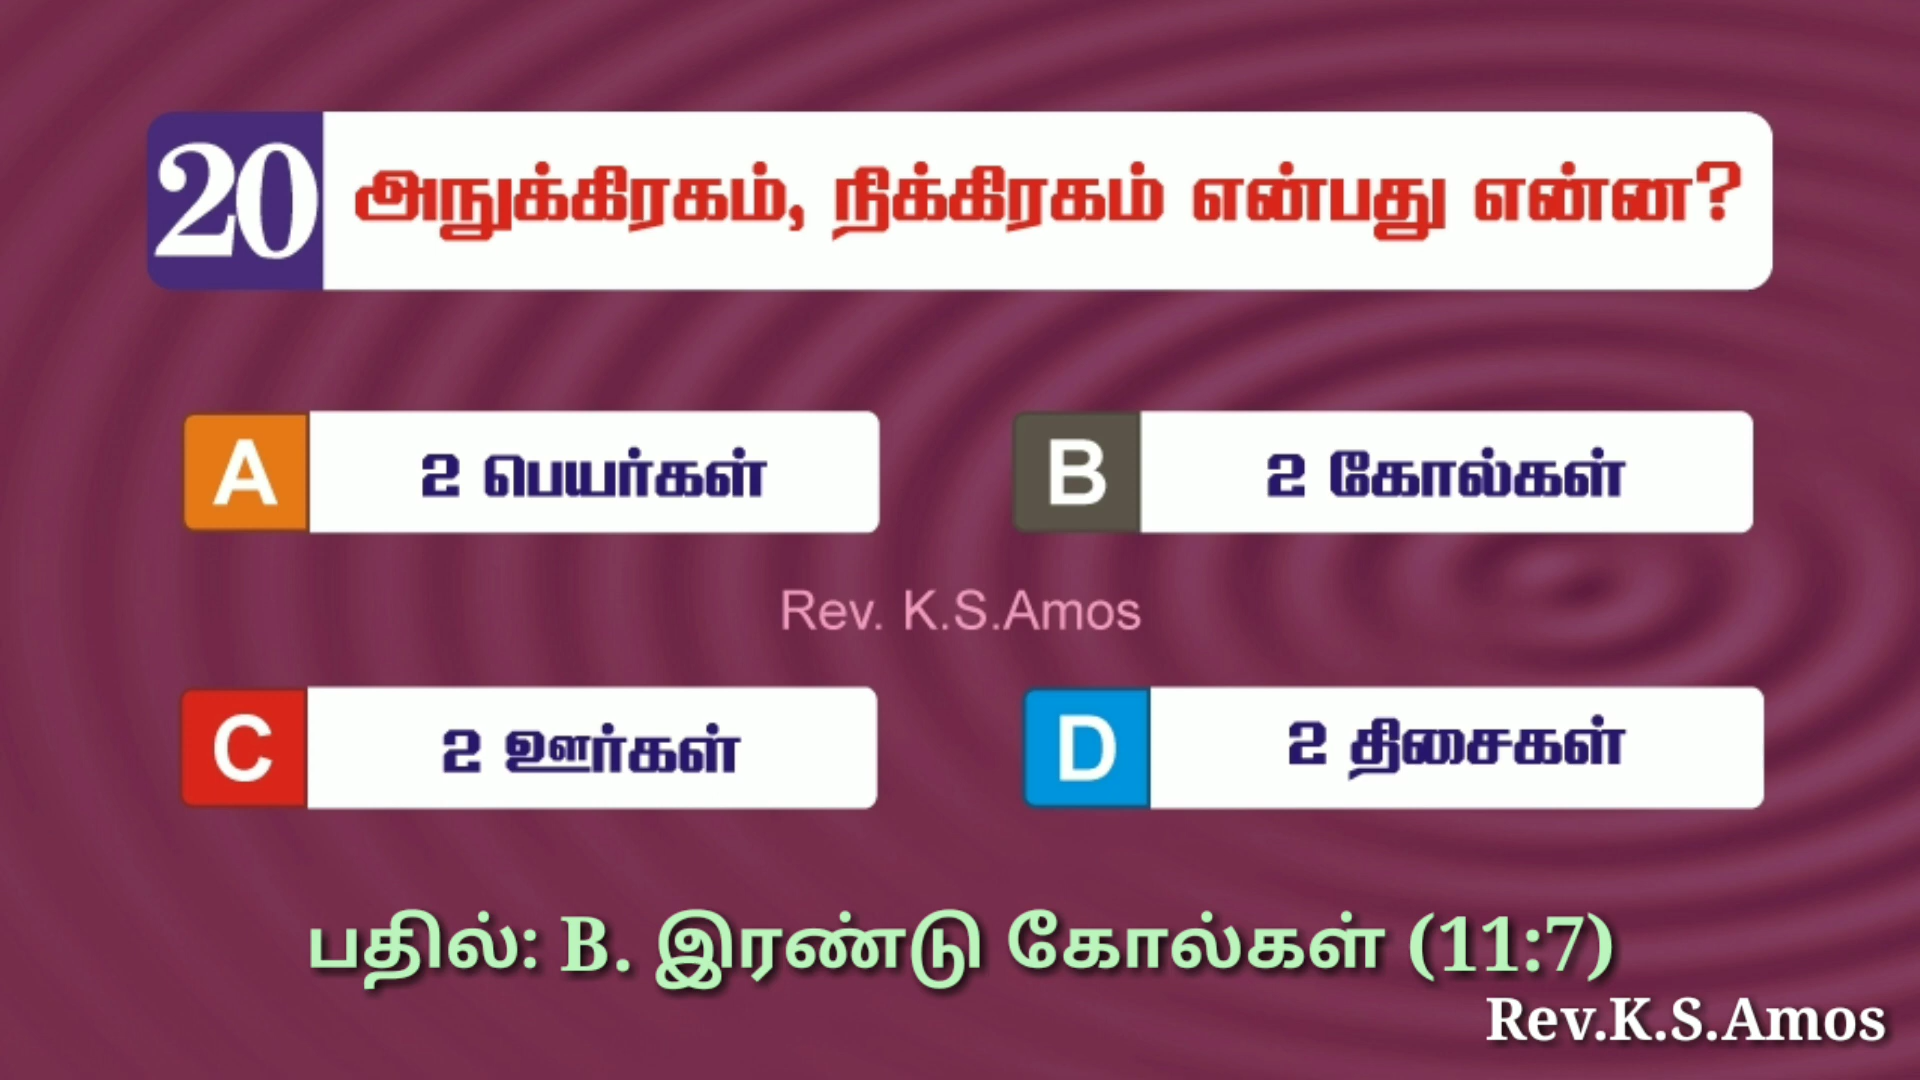 20 அநுக்கிரகம், நிக்கிரகம் என்பது என்ன?
A 2 பெயர்கள்
B 2 கோல்கள்
Rev. K.S.Amos
C 2 ஊர்கள்
D 2 திசைகள்
பதில்: B. இரண்டு கோல்கள் (11:7)
Rev.K.S.Amos